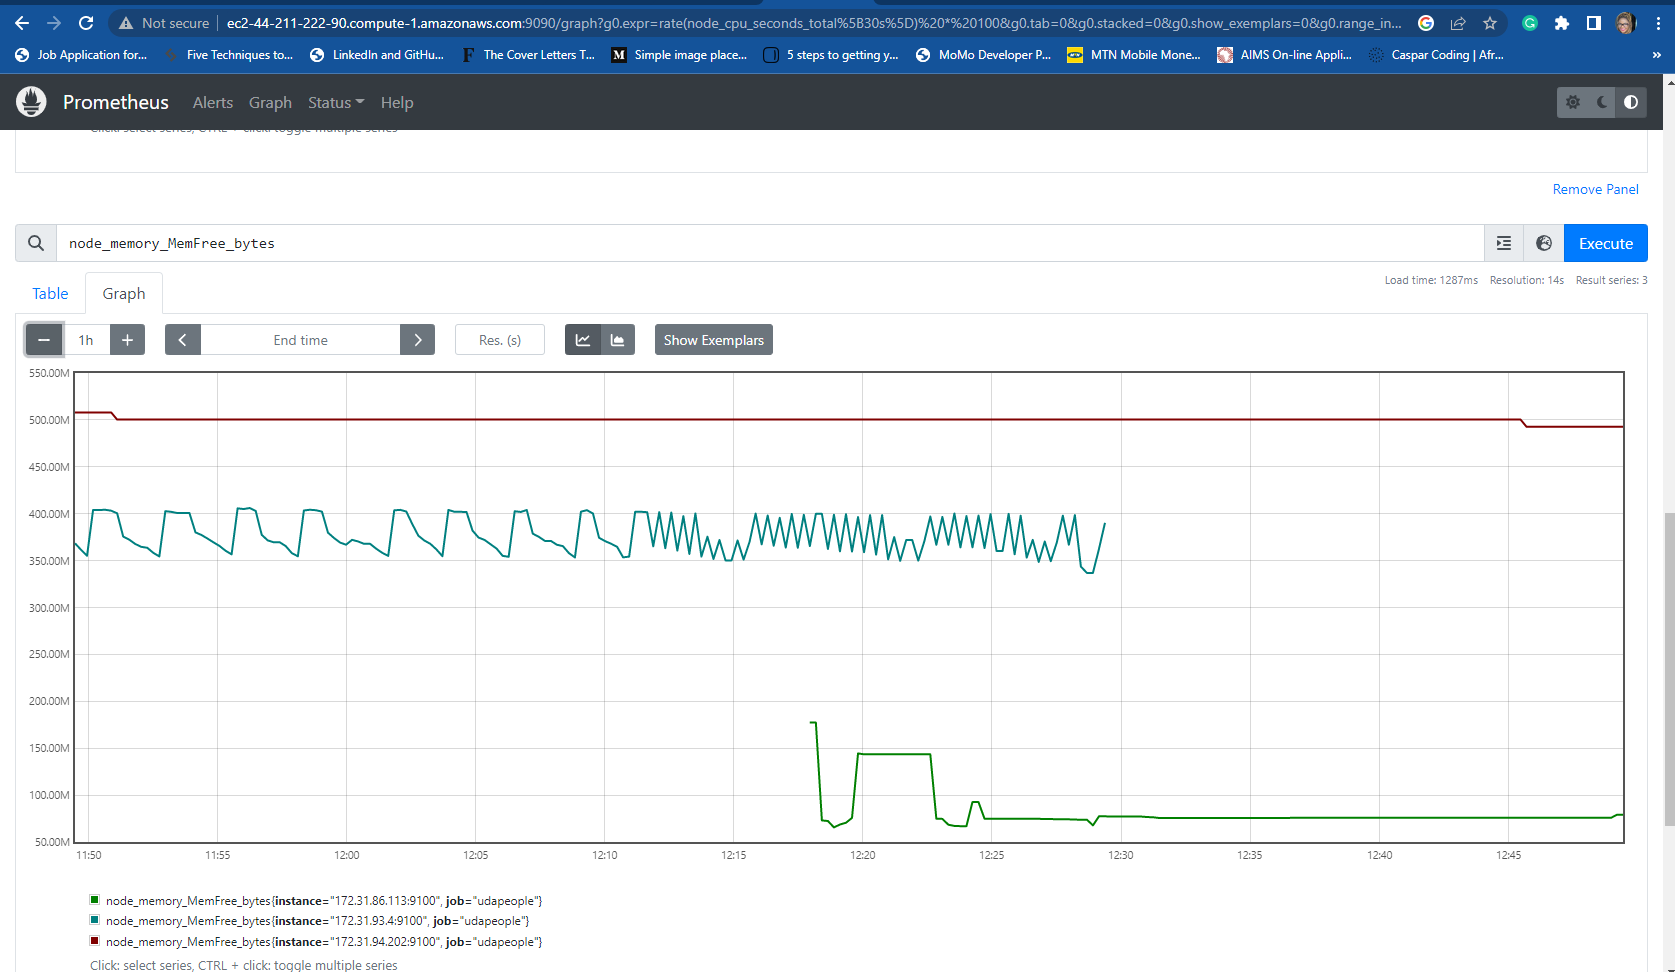 Not secure ec2-44-211-222-90.compute-1.amazonaws.com:9090/graph?g0.expr=rate(node_cpu_seconds_total%5B30s%5D)%20*%20100&g0.tab=0&g0.stacked=0&g0.show_exemplars=0&g0.range_in...
Job Application for... Five Techniques to... LinkedIn and GitHu... The Cover Letters T... Simple image place... 5 steps to getting y... MoMo Developer P... MTN Mobile Mone... AIMS On-line Appli... Caspar Coding | Afr... »
Prometheus Alerts Graph Status Help
Click: select series, CTRL + click: toggle multiple series
Remove Panel
node_memory_MemFree_bytes Execute
Table Graph Load time: 1287ms Resolution: 14s Result series: 3
− 1h + End time Res. (s) Show Exemplars
550.00M
500.00M
450.00M
400.00M
350.00M
300.00M
250.00M
200.00M
150.00M
100.00M
50.00M
11:50 11:55 12:00 12:05 12:10 12:15 12:20 12:25 12:30 12:35 12:40 12:45
node_memory_MemFree_bytes{instance="172.31.86.113:9100", job="udapeople"}
node_memory_MemFree_bytes{instance="172.31.93.4:9100", job="udapeople"}
node_memory_MemFree_bytes{instance="172.31.94.202:9100", job="udapeople"}
Click: select series, CTRL + click: toggle multiple series